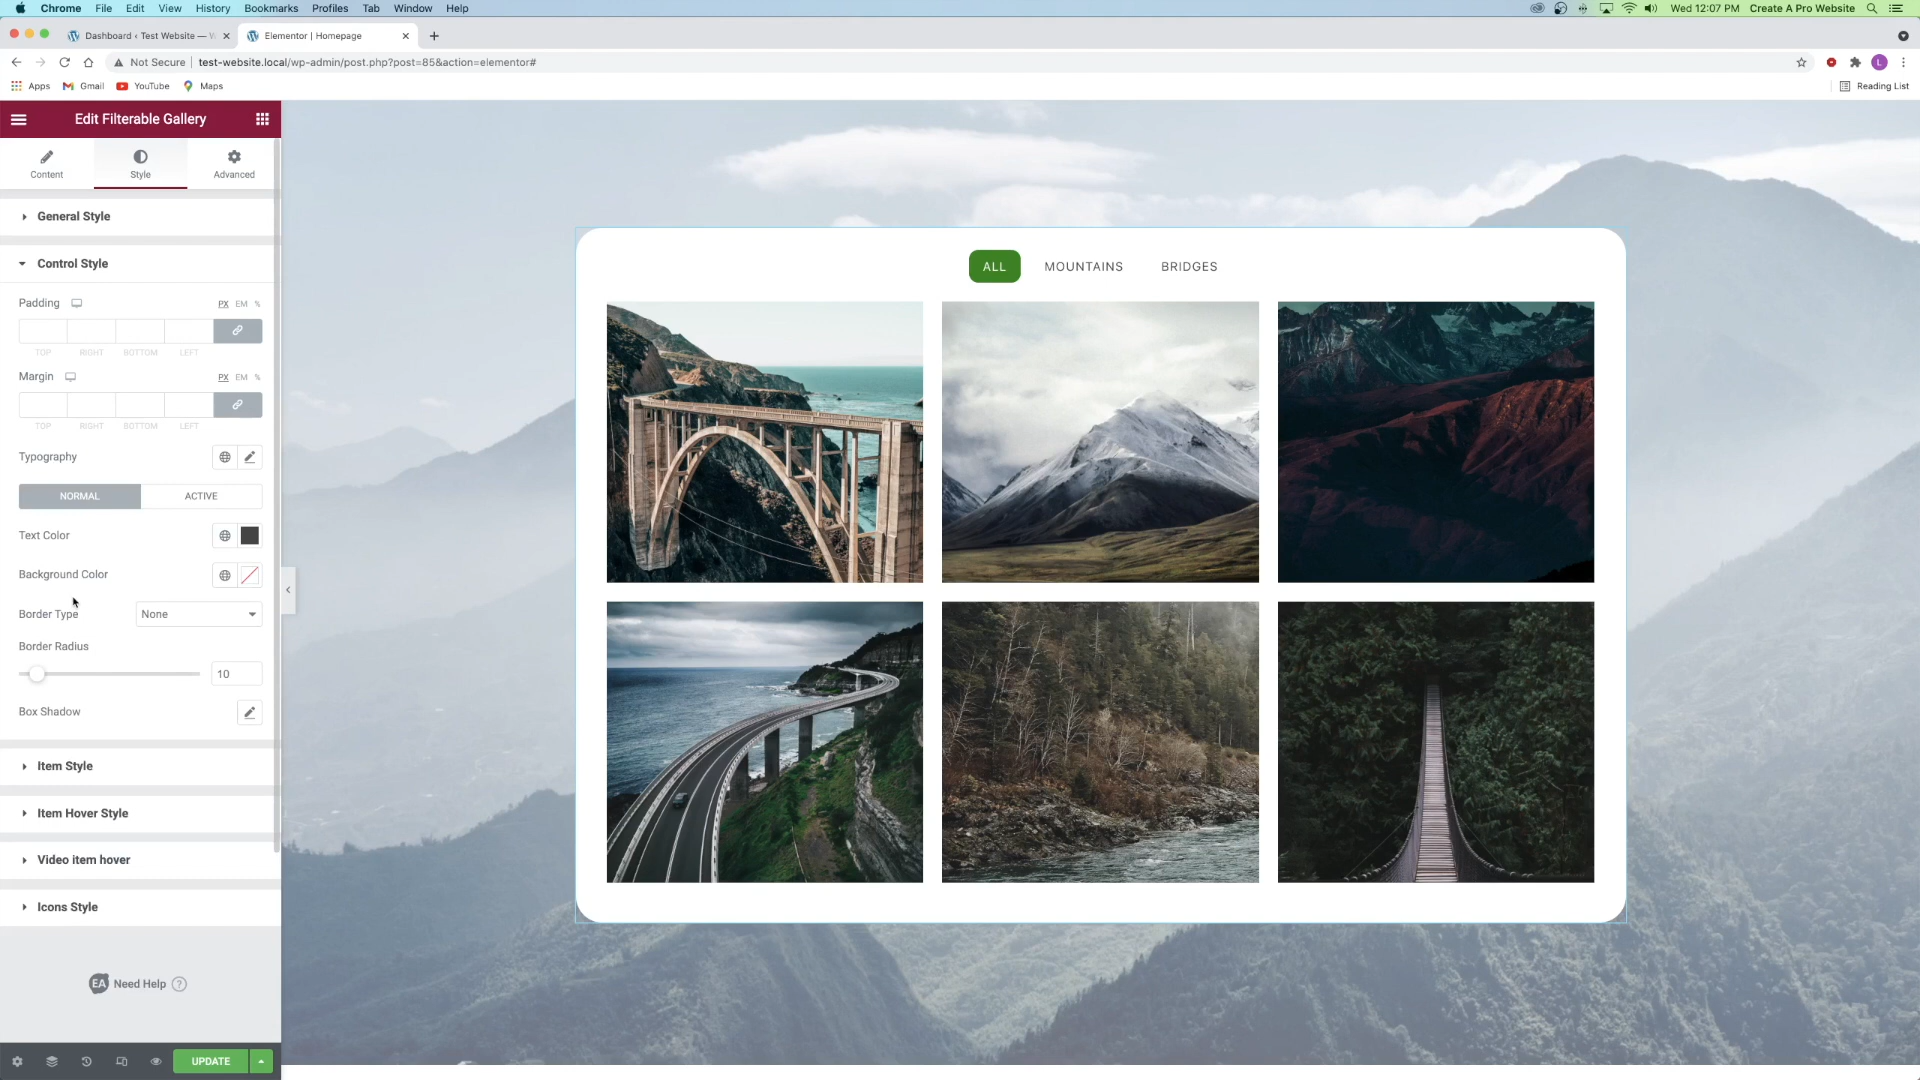 Chrome File Edit View History Bookmarks Profiles Tab Window Help Wed 12:07 PM Create A Pro Website
Dashboard ‹ Test Website — Elementor | Homepage
Not Secure test-website.local/wp-admin/post.php?post=85&action=elementor#
Apps Gmail YouTube Maps Reading List
Edit Filterable Gallery
Content Style Advanced
General Style
Control Style
Padding PX EM %
TOP RIGHT BOTTOM LEFT
Margin PX EM %
TOP RIGHT BOTTOM LEFT
Typography
NORMAL ACTIVE
Text Color
Background Color
Border Type None
Border Radius
10
Box Shadow
Item Style
Item Hover Style
Video item hover
Icons Style
EA Need Help ?
UPDATE
ALL MOUNTAINS BRIDGES